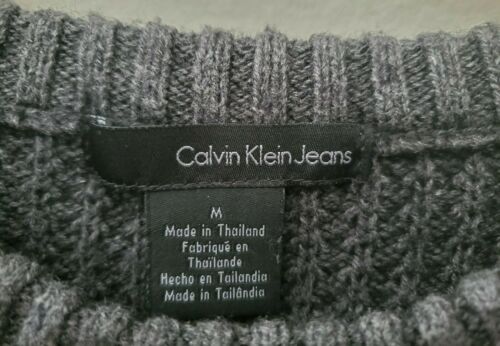 Calvin Klein Jeans
M
Made in Thailand
Fabriqué en
Thaïlande
Hecho en Tailandia
Made in Tailândia